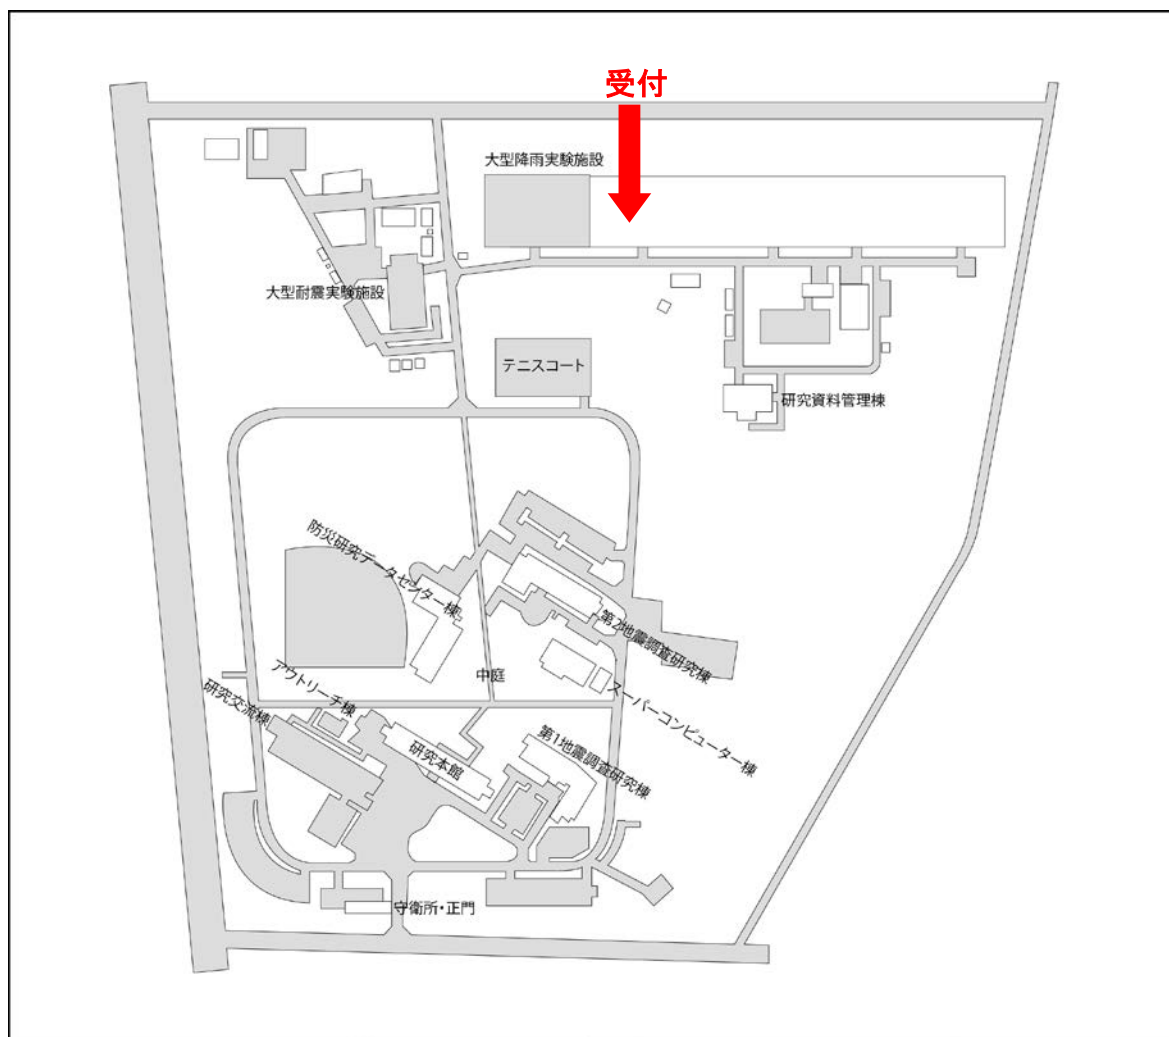 受付
大型降雨実験施設
大型耐震実験施設
テニスコート
研究資料管理棟
防災研究データセンター棟
第2地震調査研究棟
中庭
スーパーコンピューター棟
アウトリーチ棟
研究交流棟
研究本館
第1地震調査研究棟
守衛所・正門